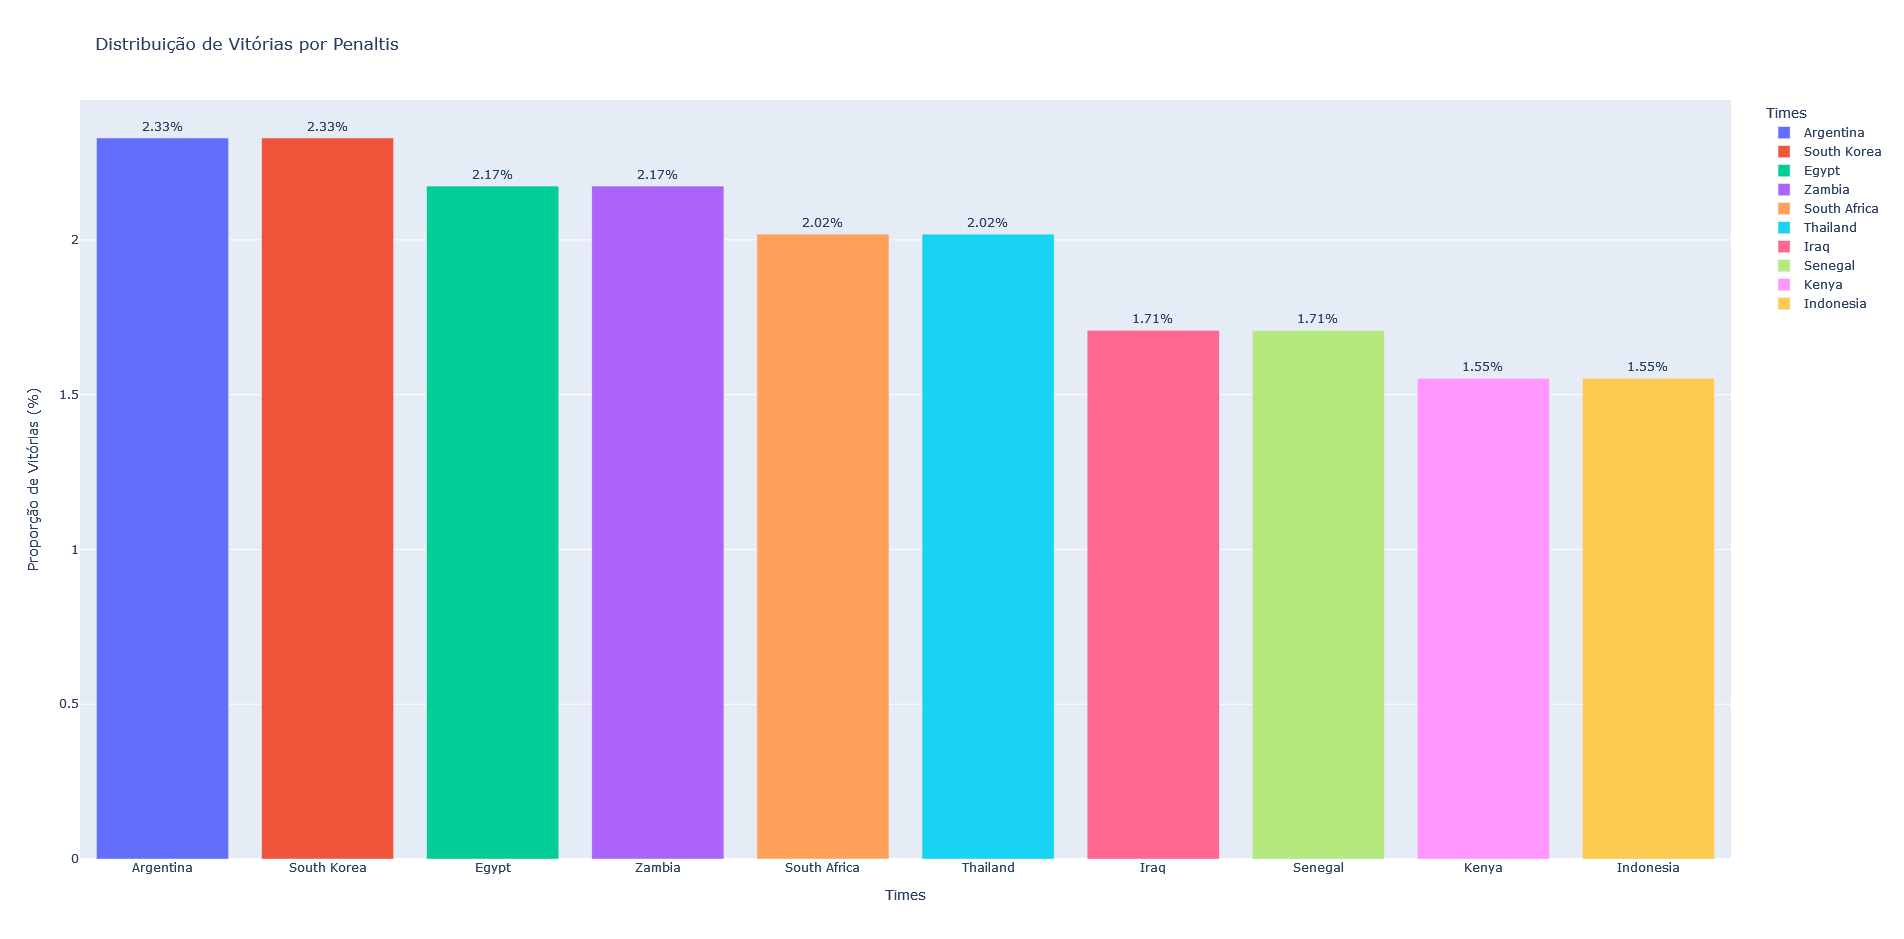 Distribuição de Vitórias por Penaltis
Proporção de Vitórias (%)
2
1.5
1
0.5
0
2.33%
2.33%
2.17%
2.17%
2.02%
2.02%
1.71%
1.71%
1.55%
1.55%
Argentina
South Korea
Egypt
Zambia
South Africa
Thailand
Iraq
Senegal
Kenya
Indonesia
Times
Times
Argentina
South Korea
Egypt
Zambia
South Africa
Thailand
Iraq
Senegal
Kenya
Indonesia